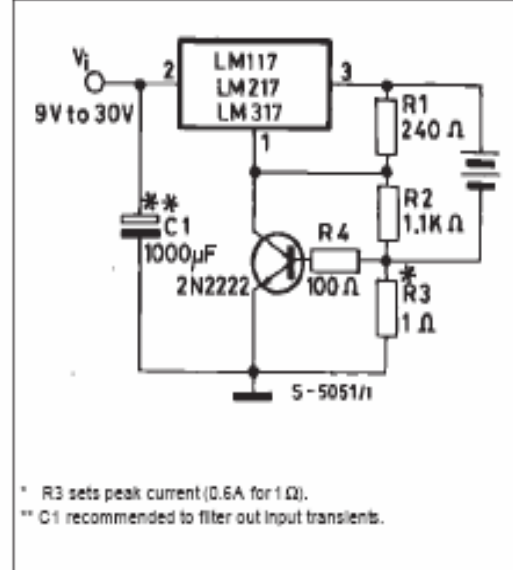 Vi
9V to 30V
2
LM117
LM217
LM317
3
1
R1
240 Ω
R2
1.1K Ω
**
C1
1000µF
2N2222
R4
100 Ω
*
R3
1 Ω
S-5051/1
* R3 sets peak current (0.6A for 1 Ω).
** C1 recommended to filter out input transients.